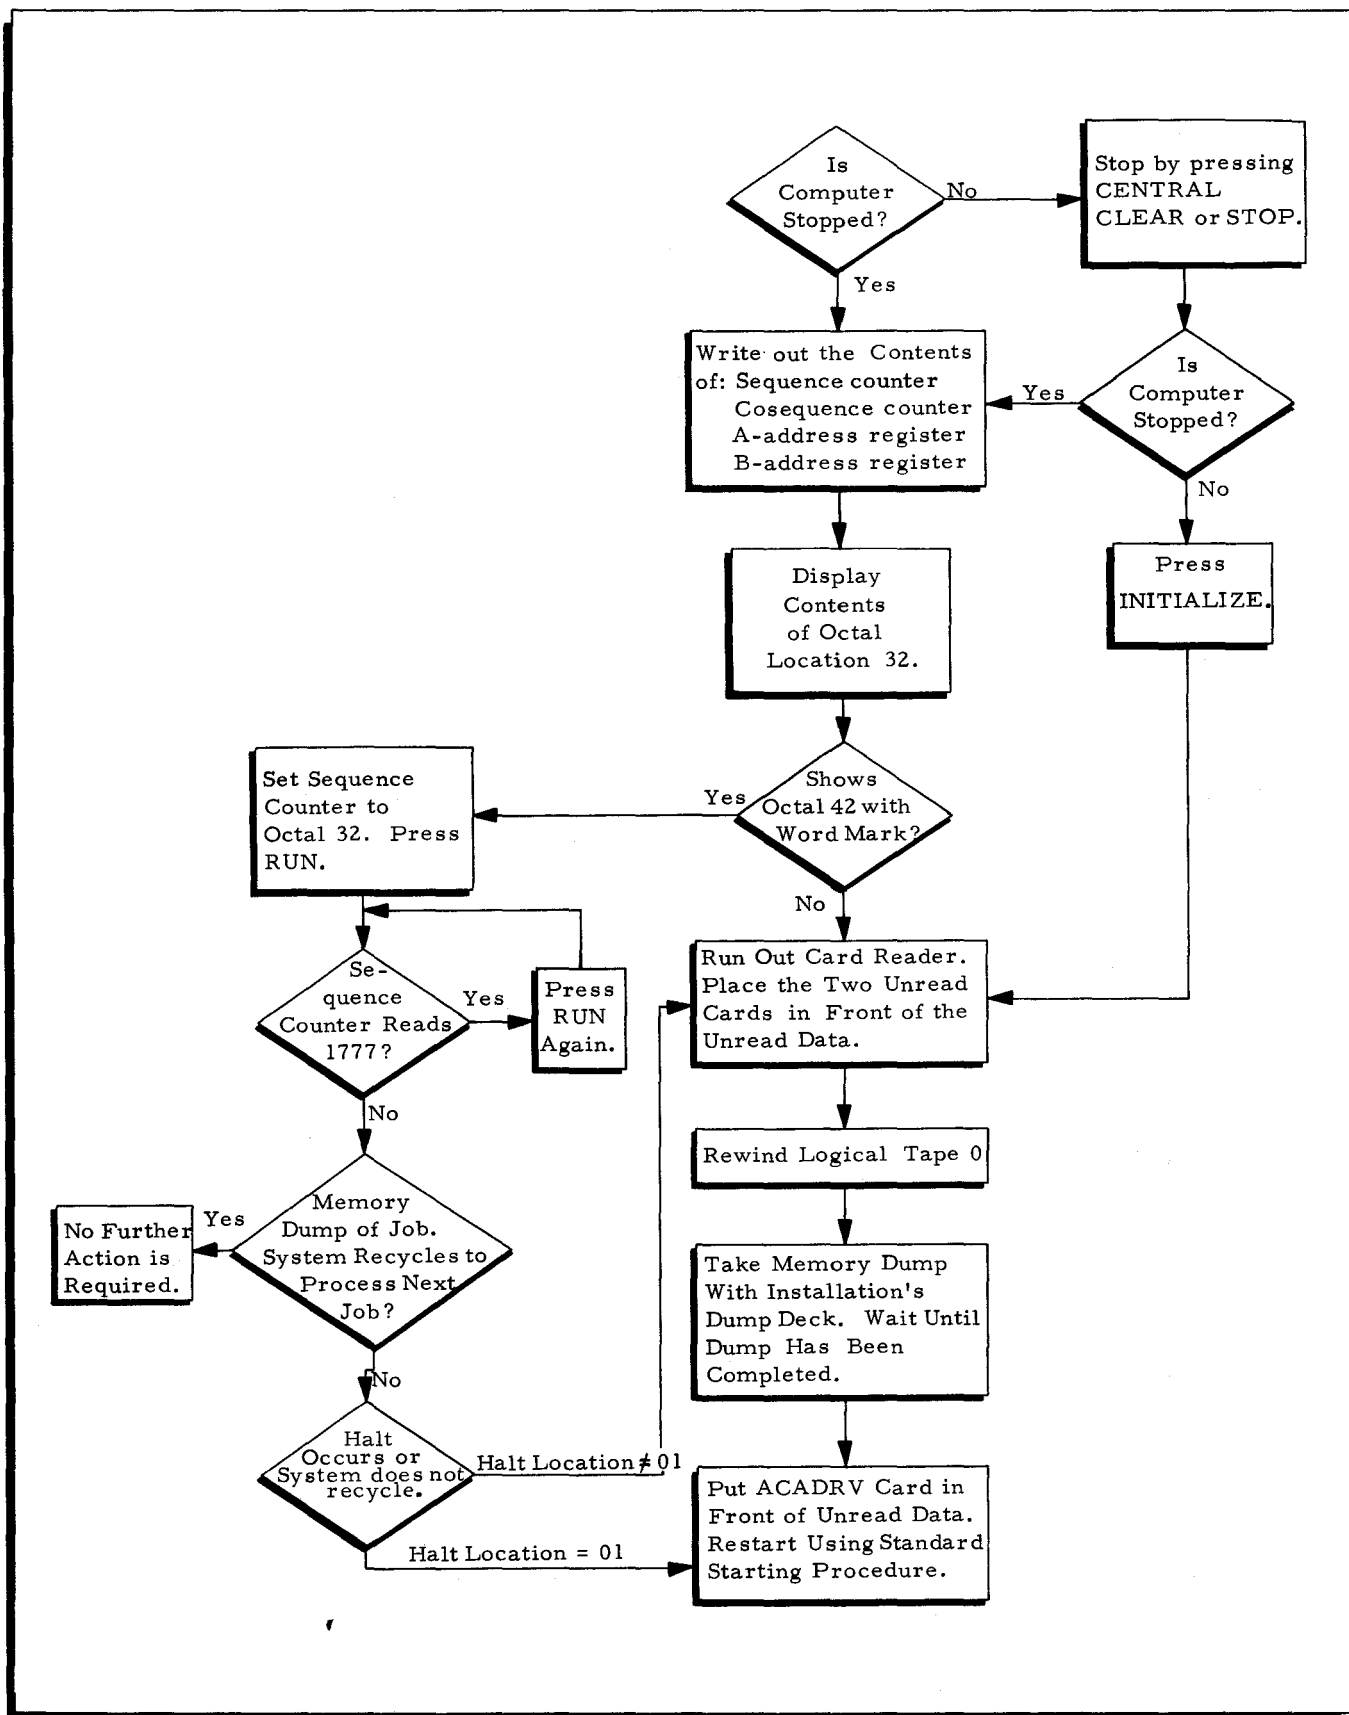 Is
Computer
Stopped?
No
Stop by pressing
CENTRAL
CLEAR or STOP.
Yes
Write out the Contents
of: Sequence counter
Cosequence counter
A-address register
B-address register
Yes
Is
Computer
Stopped?
No
Display
Contents
of Octal
Location 32.
Press
INITIALIZE.
Shows
Octal 42 with
Word Mark?
Yes
Set Sequence
Counter to
Octal 32. Press
RUN.
No
Se-
quence
Counter Reads
1777?
Yes
Press
RUN
Again.
Run Out Card Reader.
Place the Two Unread
Cards in Front of the
Unread Data.
No
Rewind Logical Tape 0
Memory
Dump of Job.
System Recycles to
Process Next
Job?
Yes
No Further
Action is
Required.
Take Memory Dump
With Installation's
Dump Deck. Wait Until
Dump Has Been
Completed.
No
Halt
Occurs or
System does not
recycle.
Halt Location ≠ 01
Halt Location = 01
Put ACADRV Card in
Front of Unread Data.
Restart Using Standard
Starting Procedure.